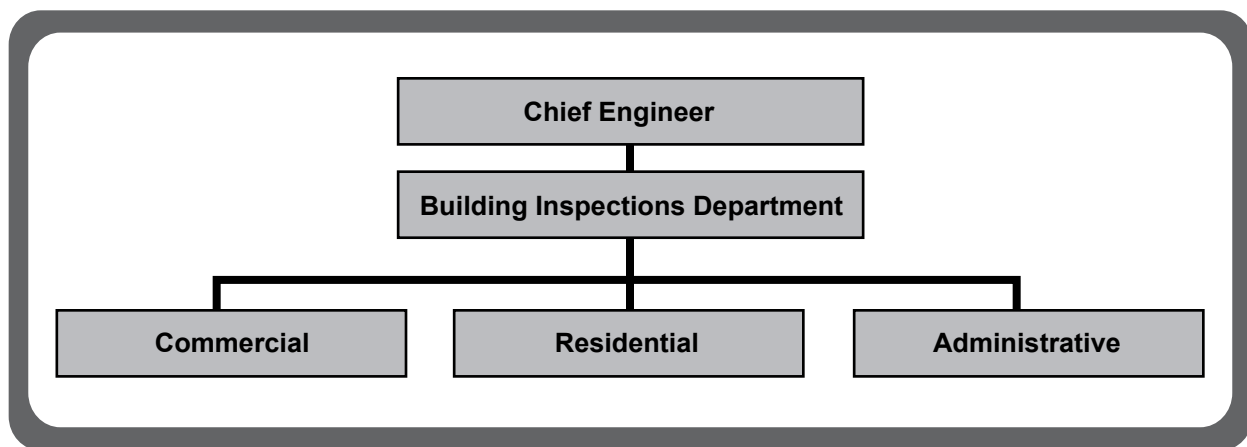 Chief Engineer
Building Inspections Department
Commercial
Residential
Administrative